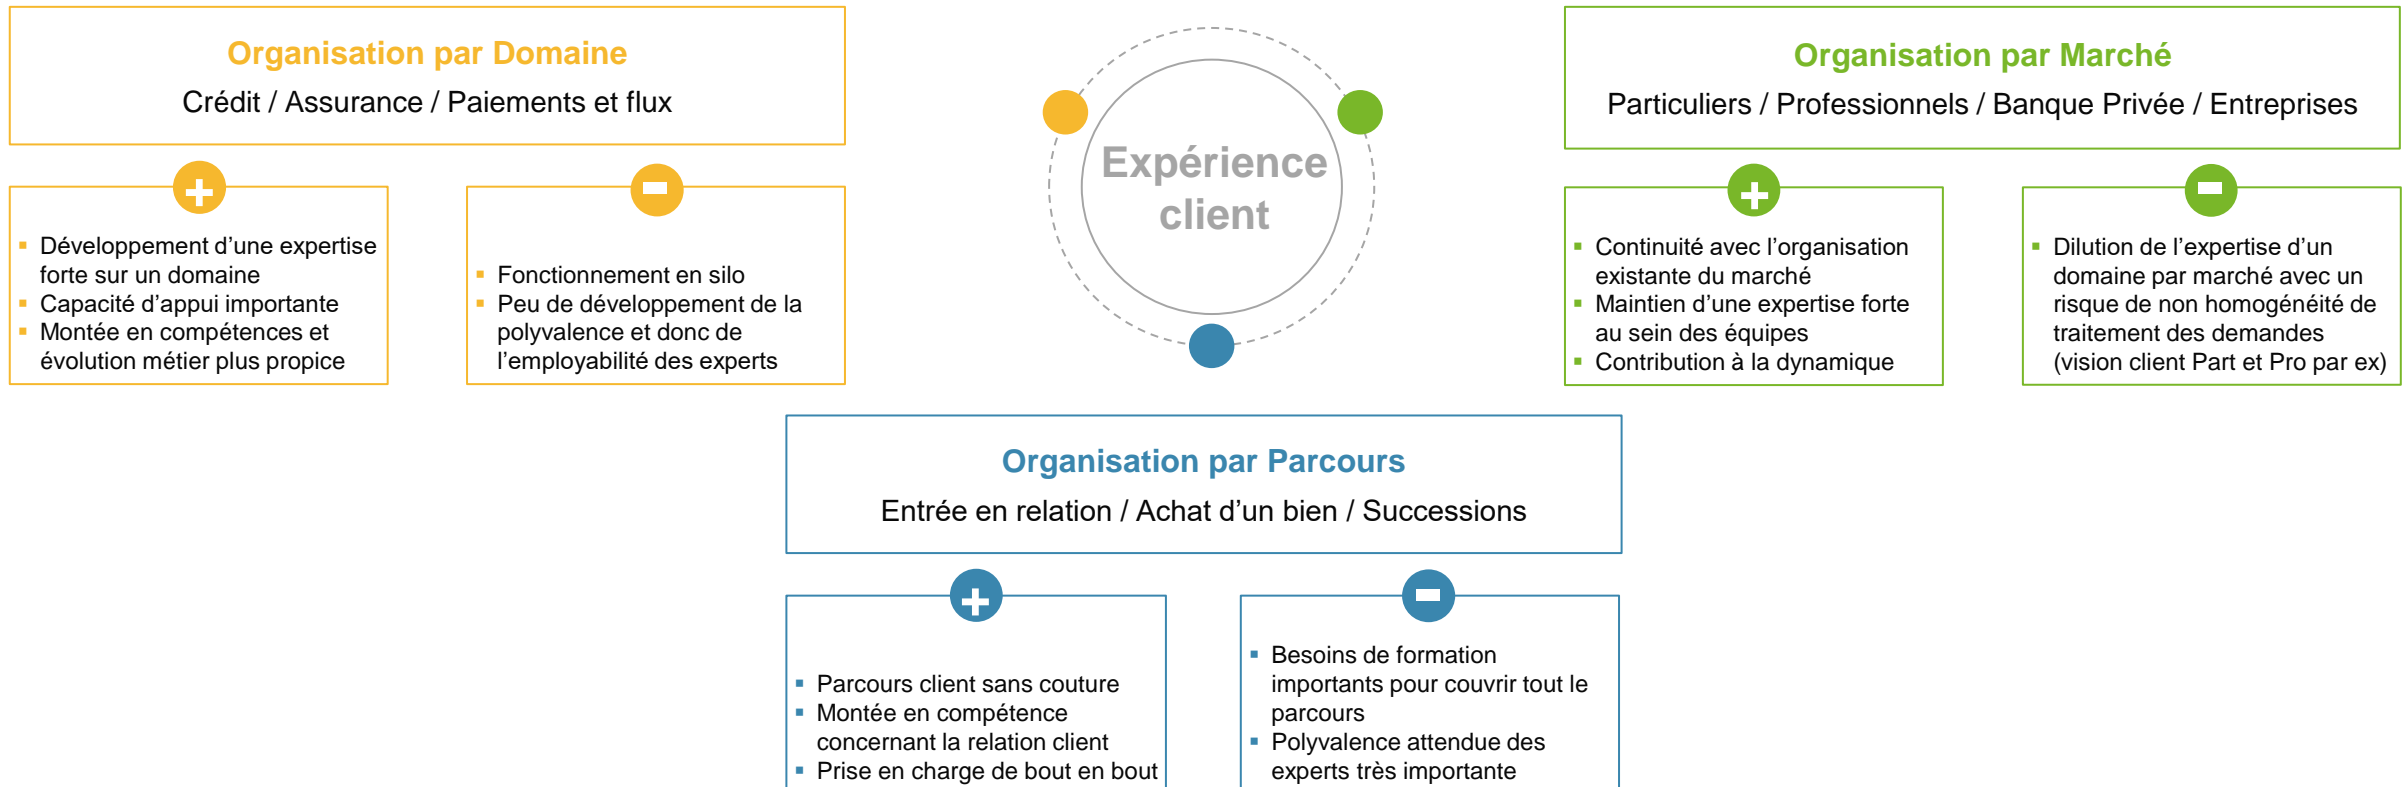 Organisation par Domaine
Crédit / Assurance / Paiements et flux
Développement d’une expertise
forte sur un domaine
Capacité d’appui importante
Montée en compétences et
évolution métier plus propice
Fonctionnement en silo
Peu de développement de la
polyvalence et donc de
l’employabilité des experts
Expérience
client
Organisation par Marché
Particuliers / Professionnels / Banque Privée / Entreprises
Continuité avec l’organisation
existante du marché
Maintien d’une expertise forte
au sein des équipes
Contribution à la dynamique
Dilution de l’expertise d’un
domaine par marché avec un
risque de non homogénéité de
traitement des demandes
(vision client Part et Pro par ex)
Organisation par Parcours
Entrée en relation / Achat d’un bien / Successions
Parcours client sans couture
Montée en compétence
concernant la relation client
Prise en charge de bout en bout
Besoins de formation
importants pour couvrir tout le
parcours
Polyvalence attendue des
experts très importante